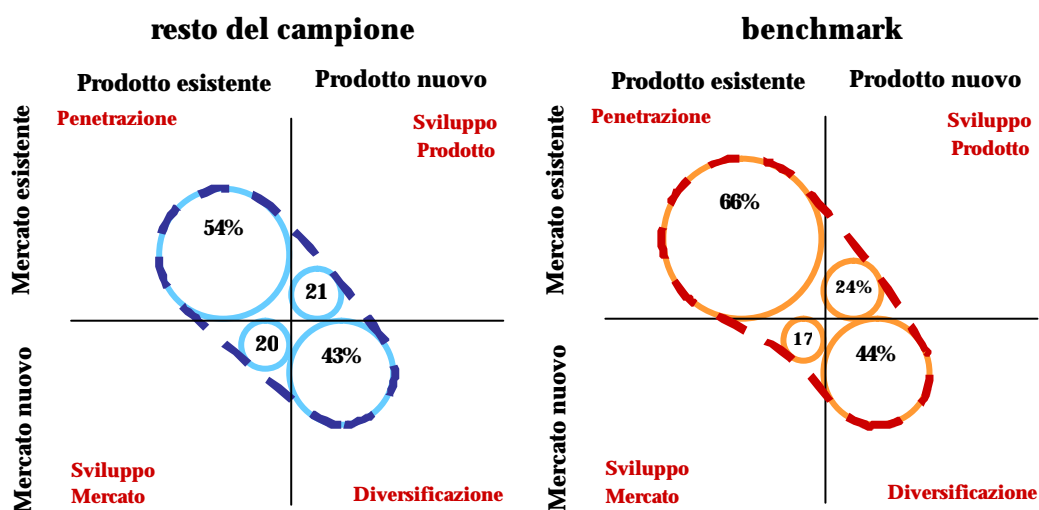 resto del campione
Prodotto esistente
Prodotto nuovo
Mercato esistente
Penetrazione
Sviluppo
Prodotto
54%
21
20
43%
Mercato nuovo
Sviluppo
Mercato
Diversificazione
benchmark
Prodotto esistente
Prodotto nuovo
Mercato esistente
Penetrazione
Sviluppo
Prodotto
66%
24%
17
44%
Mercato nuovo
Sviluppo
Mercato
Diversificazione